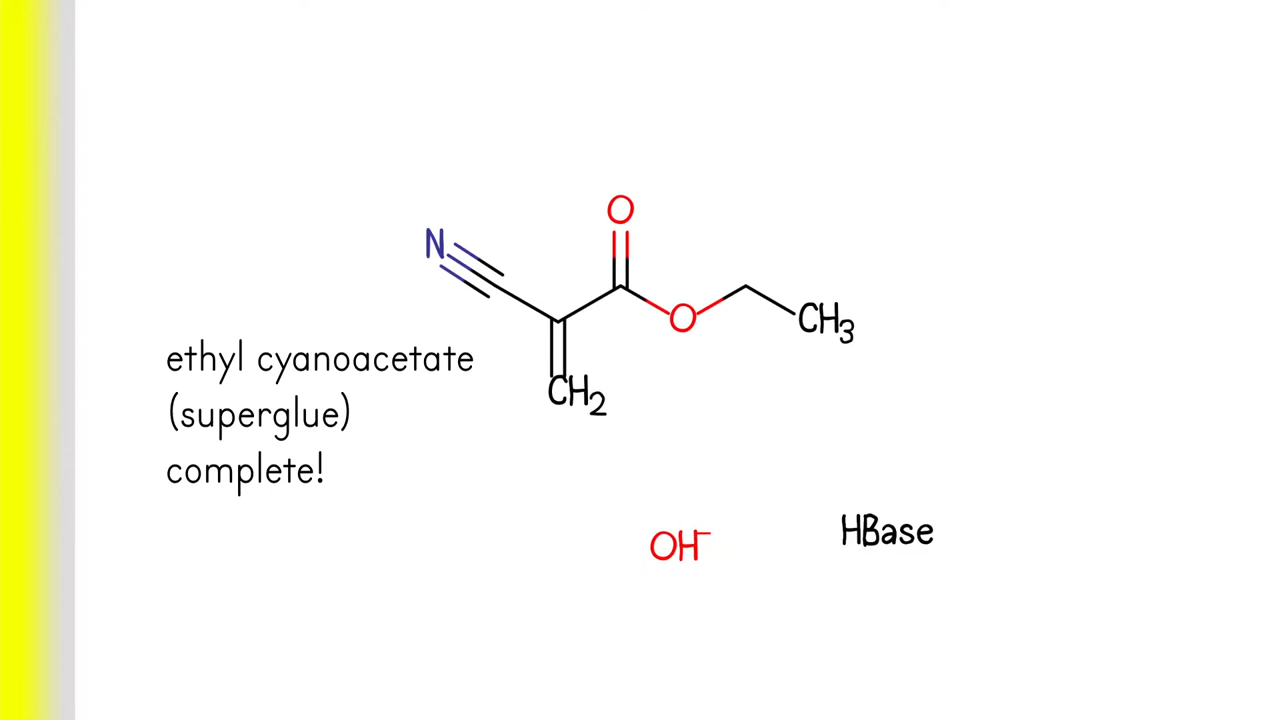 O
N
O
CH3
ethyl cyanoacetate
CH2
(superglue)
complete!
OH−
HBase